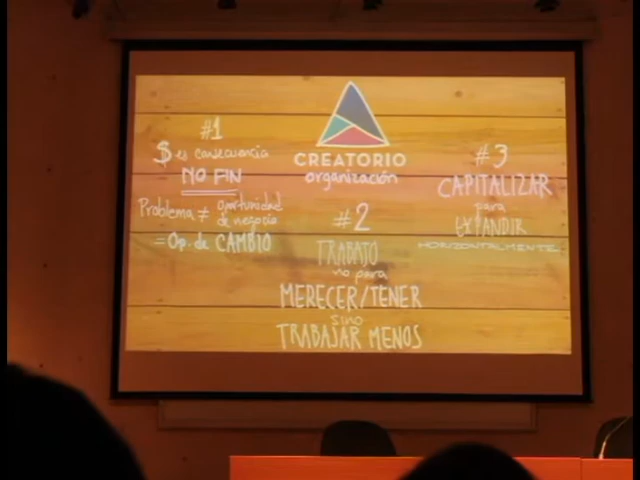 #1
$ es consecuencia
NO FIN
Problema ≠ oportunidad
de negocio
= Op. de CAMBIO
CREATORIO
organización
#2
TRABAJO
no para
MERECER/TENER
sino
TRABAJAR MENOS
#3
CAPITALIZAR
para
EXPANDIR
HORIZONTALMENTE